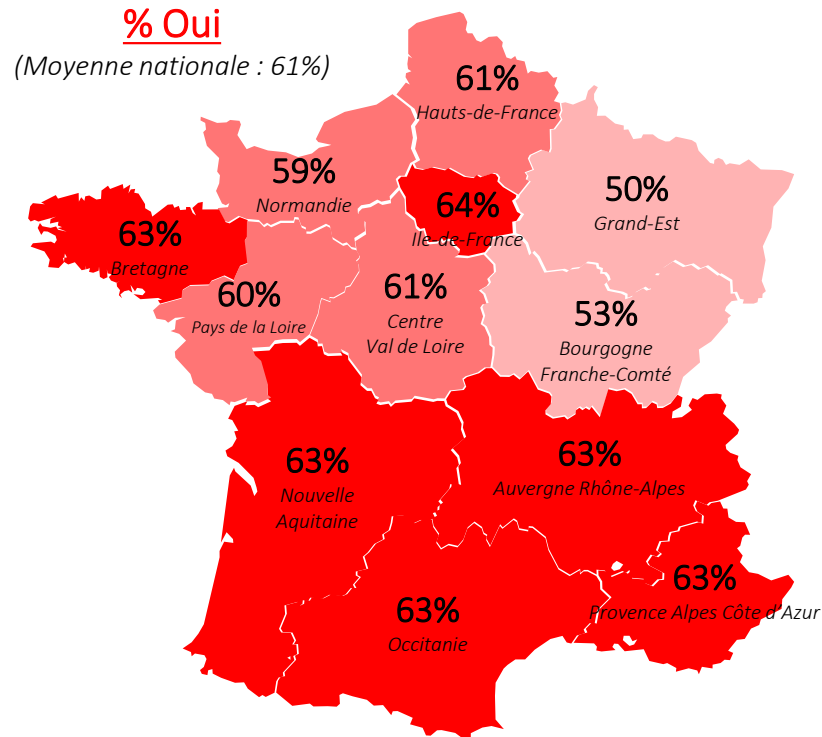 % Oui
(Moyenne nationale : 61%)
61%
Hauts-de-France
59%
Normandie
50%
Grand-Est
64%
Ile-de-France
63%
Bretagne
60%
Pays de la Loire
61%
Centre
Val de Loire
53%
Bourgogne
Franche-Comté
63%
Nouvelle
Aquitaine
63%
Auvergne Rhône-Alpes
63%
Provence Alpes Côte d'Azur
63%
Occitanie